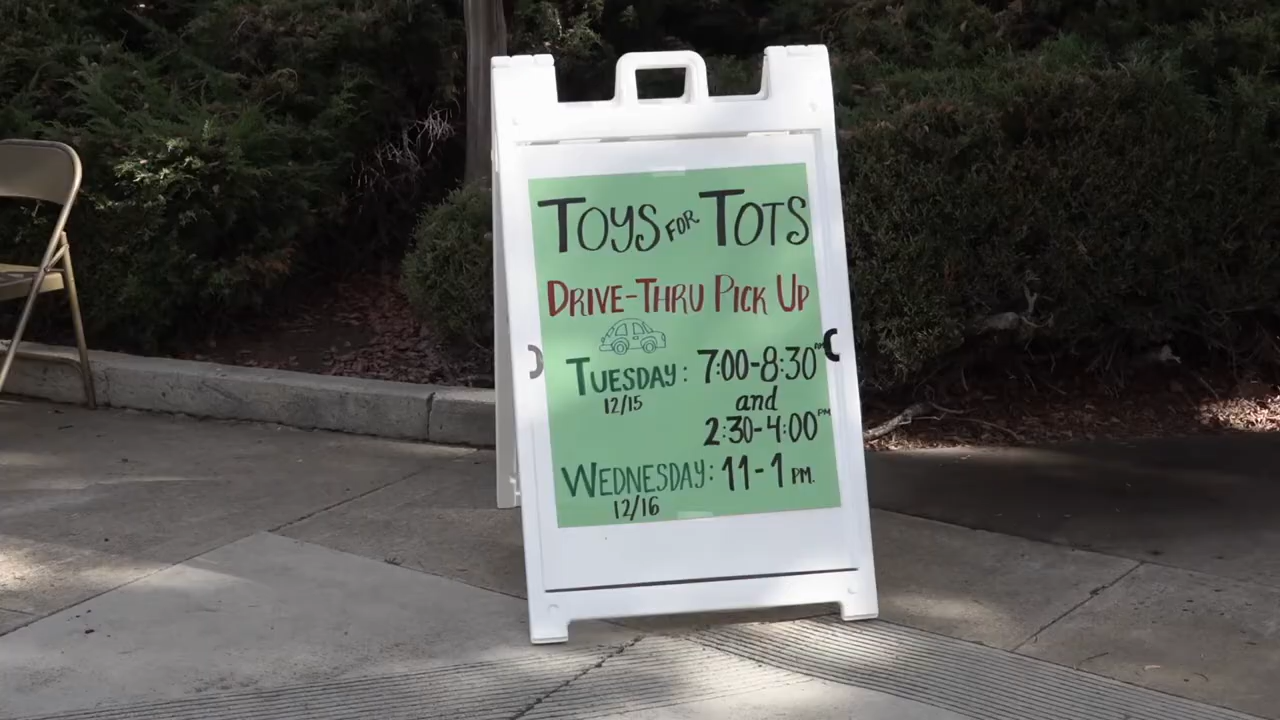 TOYS FOR TOTS
DRIVE-THRU PICK UP
TUESDAY: 7:00-8:30
12/15
and
2:30-4:00 PM
WEDNESDAY: 11-1 PM.
12/16